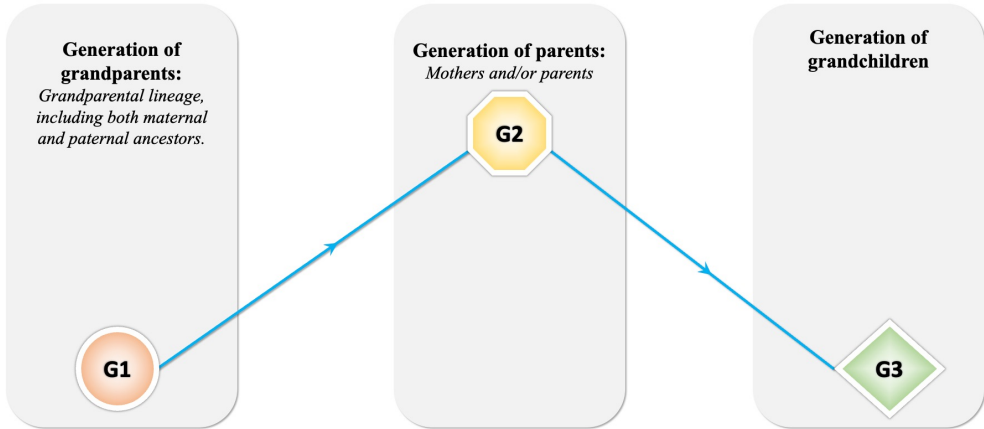 Generation of
grandparents:
Grandparental lineage,
including both maternal
and paternal ancestors.
G1
Generation of parents:
Mothers and/or parents
G2
Generation of
grandchildren
G3